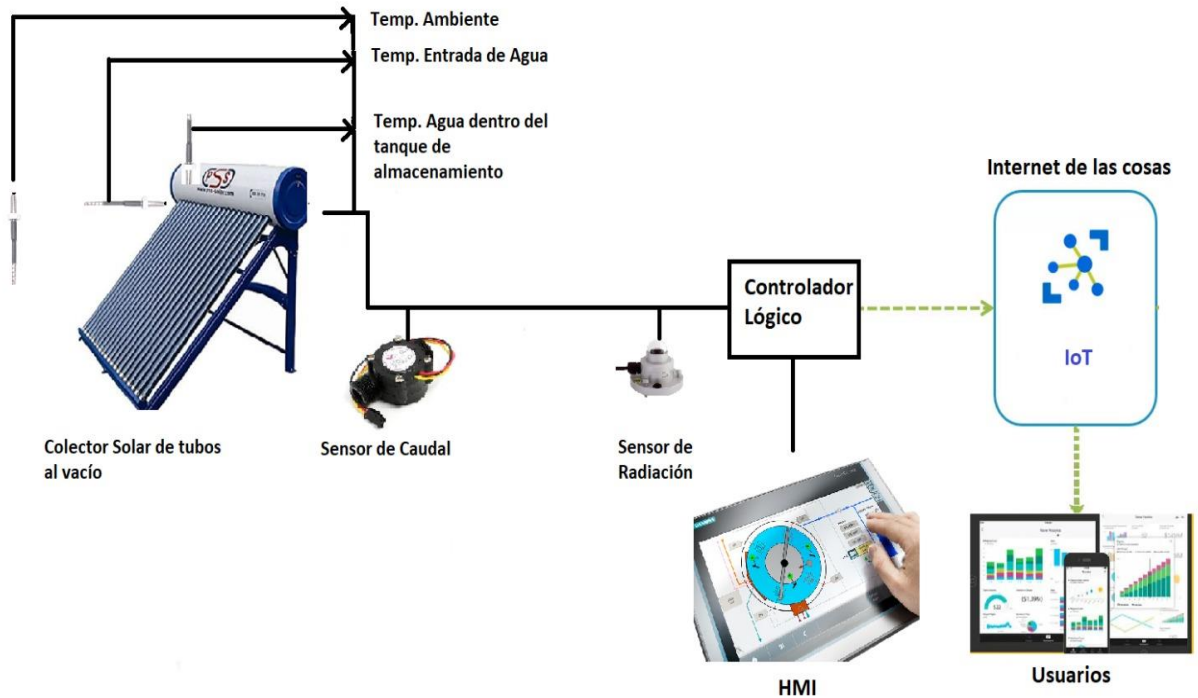 Temp. Ambiente
Temp. Entrada de Agua
Temp. Agua dentro del
tanque de
almacenamiento
PSS
Internet de las cosas
Controlador
Lógico
IoT
Colector Solar de tubos
al vacío
Sensor de Caudal
Sensor de
Radiación
HMI
Usuarios